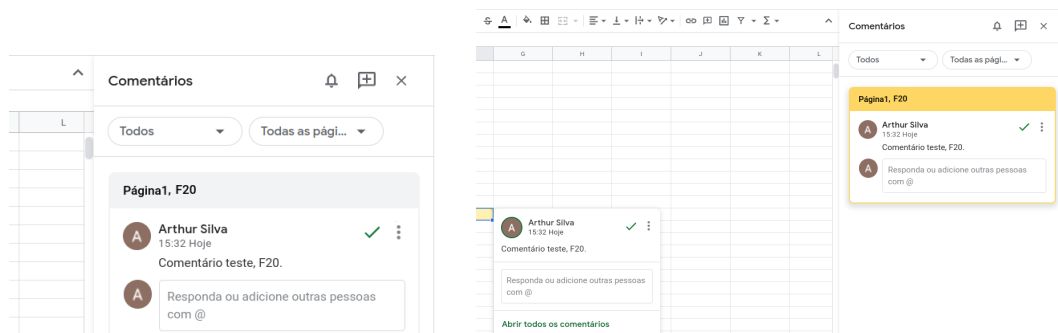 Comentários
L
Todos
Todas as pági...
Página1, F20
A
Arthur Silva
15:32 Hoje
Comentário teste, F20.
A
Responda ou adicione outras pessoas
com @
S A
Comentários
G H I J K L
Todos
Todas as pági...
Página1, F20
A
Arthur Silva
15:32 Hoje
Comentário teste, F20.
A
Responda ou adicione outras pessoas
com @
A
Arthur Silva
15:32 Hoje
Comentário teste, F20.
Responda ou adicione outras pessoas
com @
Abrir todos os comentários